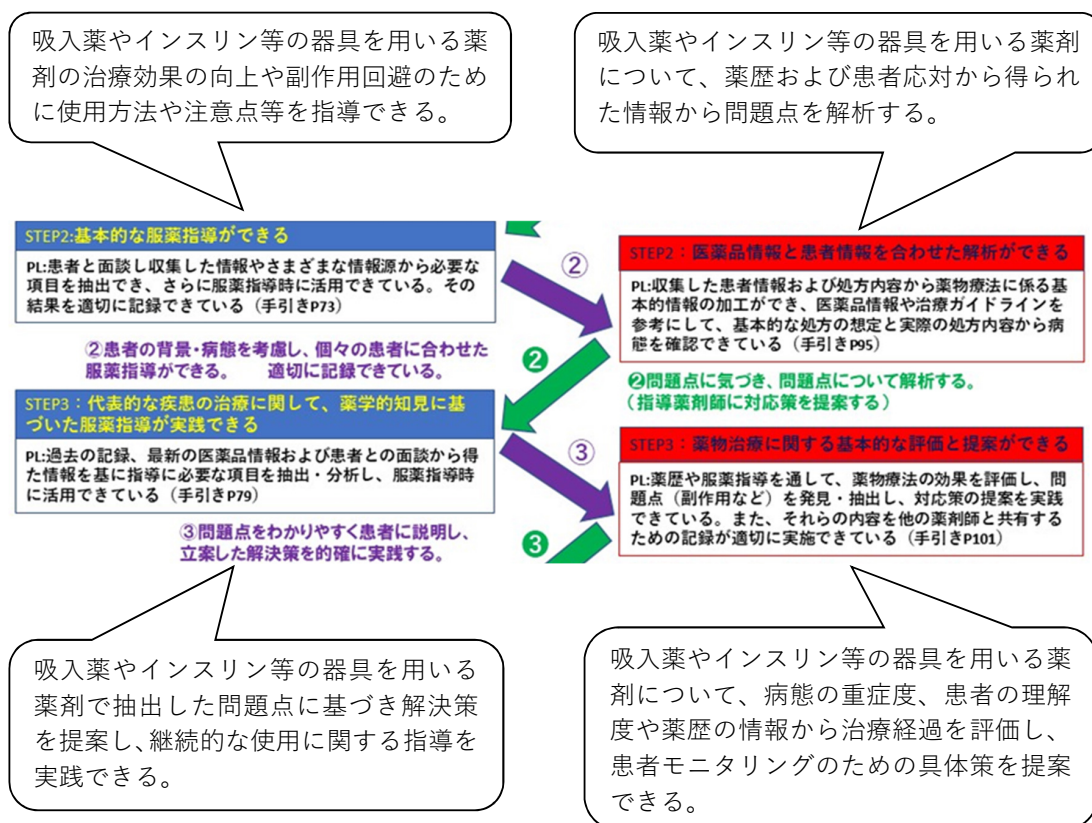 吸入薬やインスリン等の器具を用いる薬
剤の治療効果の向上や副作用回避のため
に使用方法や注意点等を指導できる。
吸入薬やインスリン等の器具を用いる薬剤
について、薬歴および患者応対から得られ
た情報から問題点を解析する。
STEP2:基本的な服薬指導ができる
PL:患者と面談し収集した情報やさまざまな情報源から必要な
項目を抽出でき、さらに服薬指導時に活用できている。その
結果を適切に記録できている（手引きP73）
②
STEP2：医薬品情報と患者情報を合わせた解析ができる
PL:収集した患者情報および処方内容から薬物療法に係る基
本的情報の加工ができ、医薬品情報や治療ガイドラインを
参考にして、基本的な処方の想定と実際の処方内容から病
態を確認できている（手引きP95）
②患者の背景・病態を考慮し、個々の患者に合わせた
服薬指導ができる。　適切に記録できている。
❷
❷問題点に気づき、問題点について解析する。
（指導薬剤師に対応策を提案する）
STEP3：代表的な疾患の治療に関して、薬学的知見に基
づいた服薬指導が実践できる
PL:過去の記録、最新の医薬品情報および患者との面談から得
た情報を基に指導に必要な項目を抽出・分析し、服薬指導時
に活用できている（手引きP79）
③
STEP3：薬物治療に関する基本的な評価と提案ができる
PL:薬歴や服薬指導を通して、薬物療法の効果を評価し、問
題点（副作用など）を発見・抽出し、対応策の提案を実践
できている。また、それらの内容を他の薬剤師と共有する
ための記録が適切に実施できている（手引きP101）
③問題点をわかりやすく患者に説明し、
立案した解決策を的確に実践する。
❸
吸入薬やインスリン等の器具を用いる
薬剤で抽出した問題点に基づき解決策
を提案し、継続的な使用に関する指導を
実践できる。
吸入薬やインスリン等の器具を用いる薬
剤について、病態の重症度、患者の理解
度や薬歴の情報から治療経過を評価し、
患者モニタリングのための具体策を提案
できる。